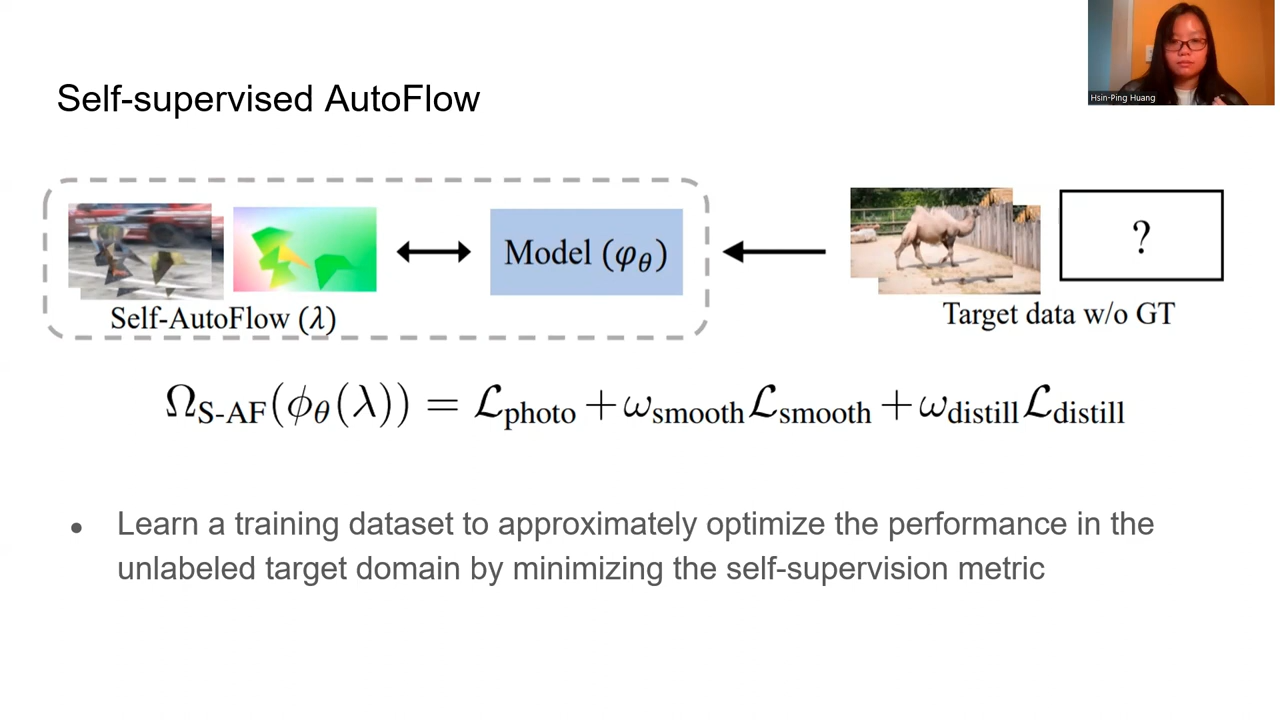 Hsin-Ping Huang
Self-supervised AutoFlow
Model (φ_θ)
?
Self-AutoFlow (λ)
Target data w/o GT
Ω_S-AF(ϕ_θ(λ)) = ℒ_photo + ω_smooth ℒ_smooth + ω_distill ℒ_distill
● Learn a training dataset to approximately optimize the performance in the
unlabeled target domain by minimizing the self-supervision metric